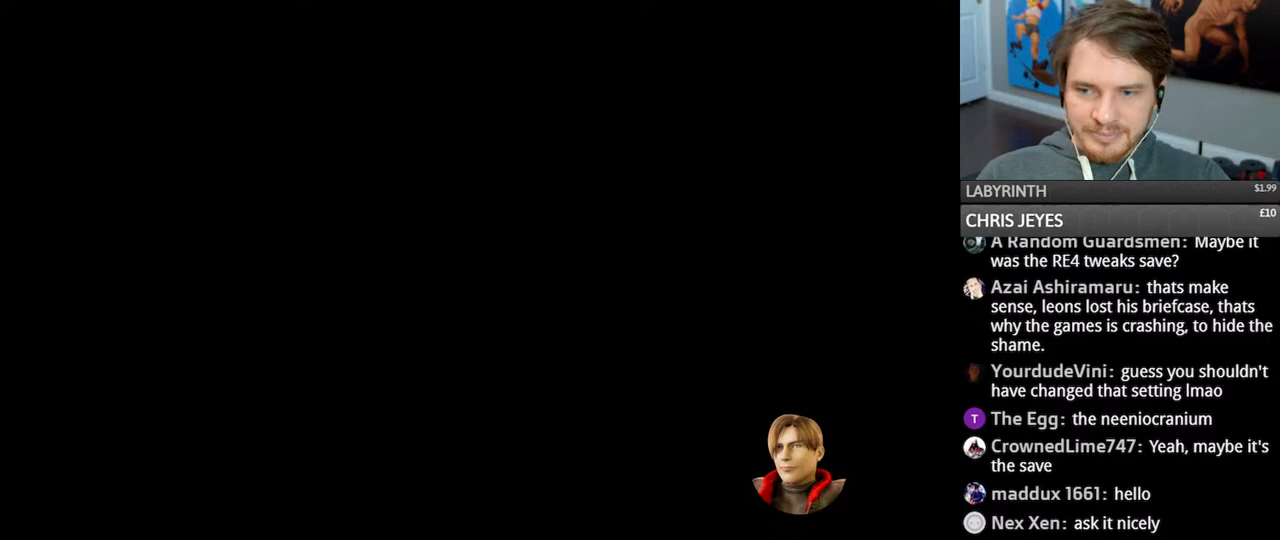 LABYRINTH
$1.99
CHRIS JEYES
£10
A Random Guardsmen: Maybe it
was the RE4 tweaks save?
Azai Ashiramaru: thats make
sense, leons lost his briefcase, thats
why the games is crashing, to hide the
shame.
YourdudeVini: guess you shouldn't
have changed that setting lmao
T The Egg: the neeniocranium
CrownedLime747: Yeah, maybe it's
the save
maddux 1661: hello
Nex Xen: ask it nicely